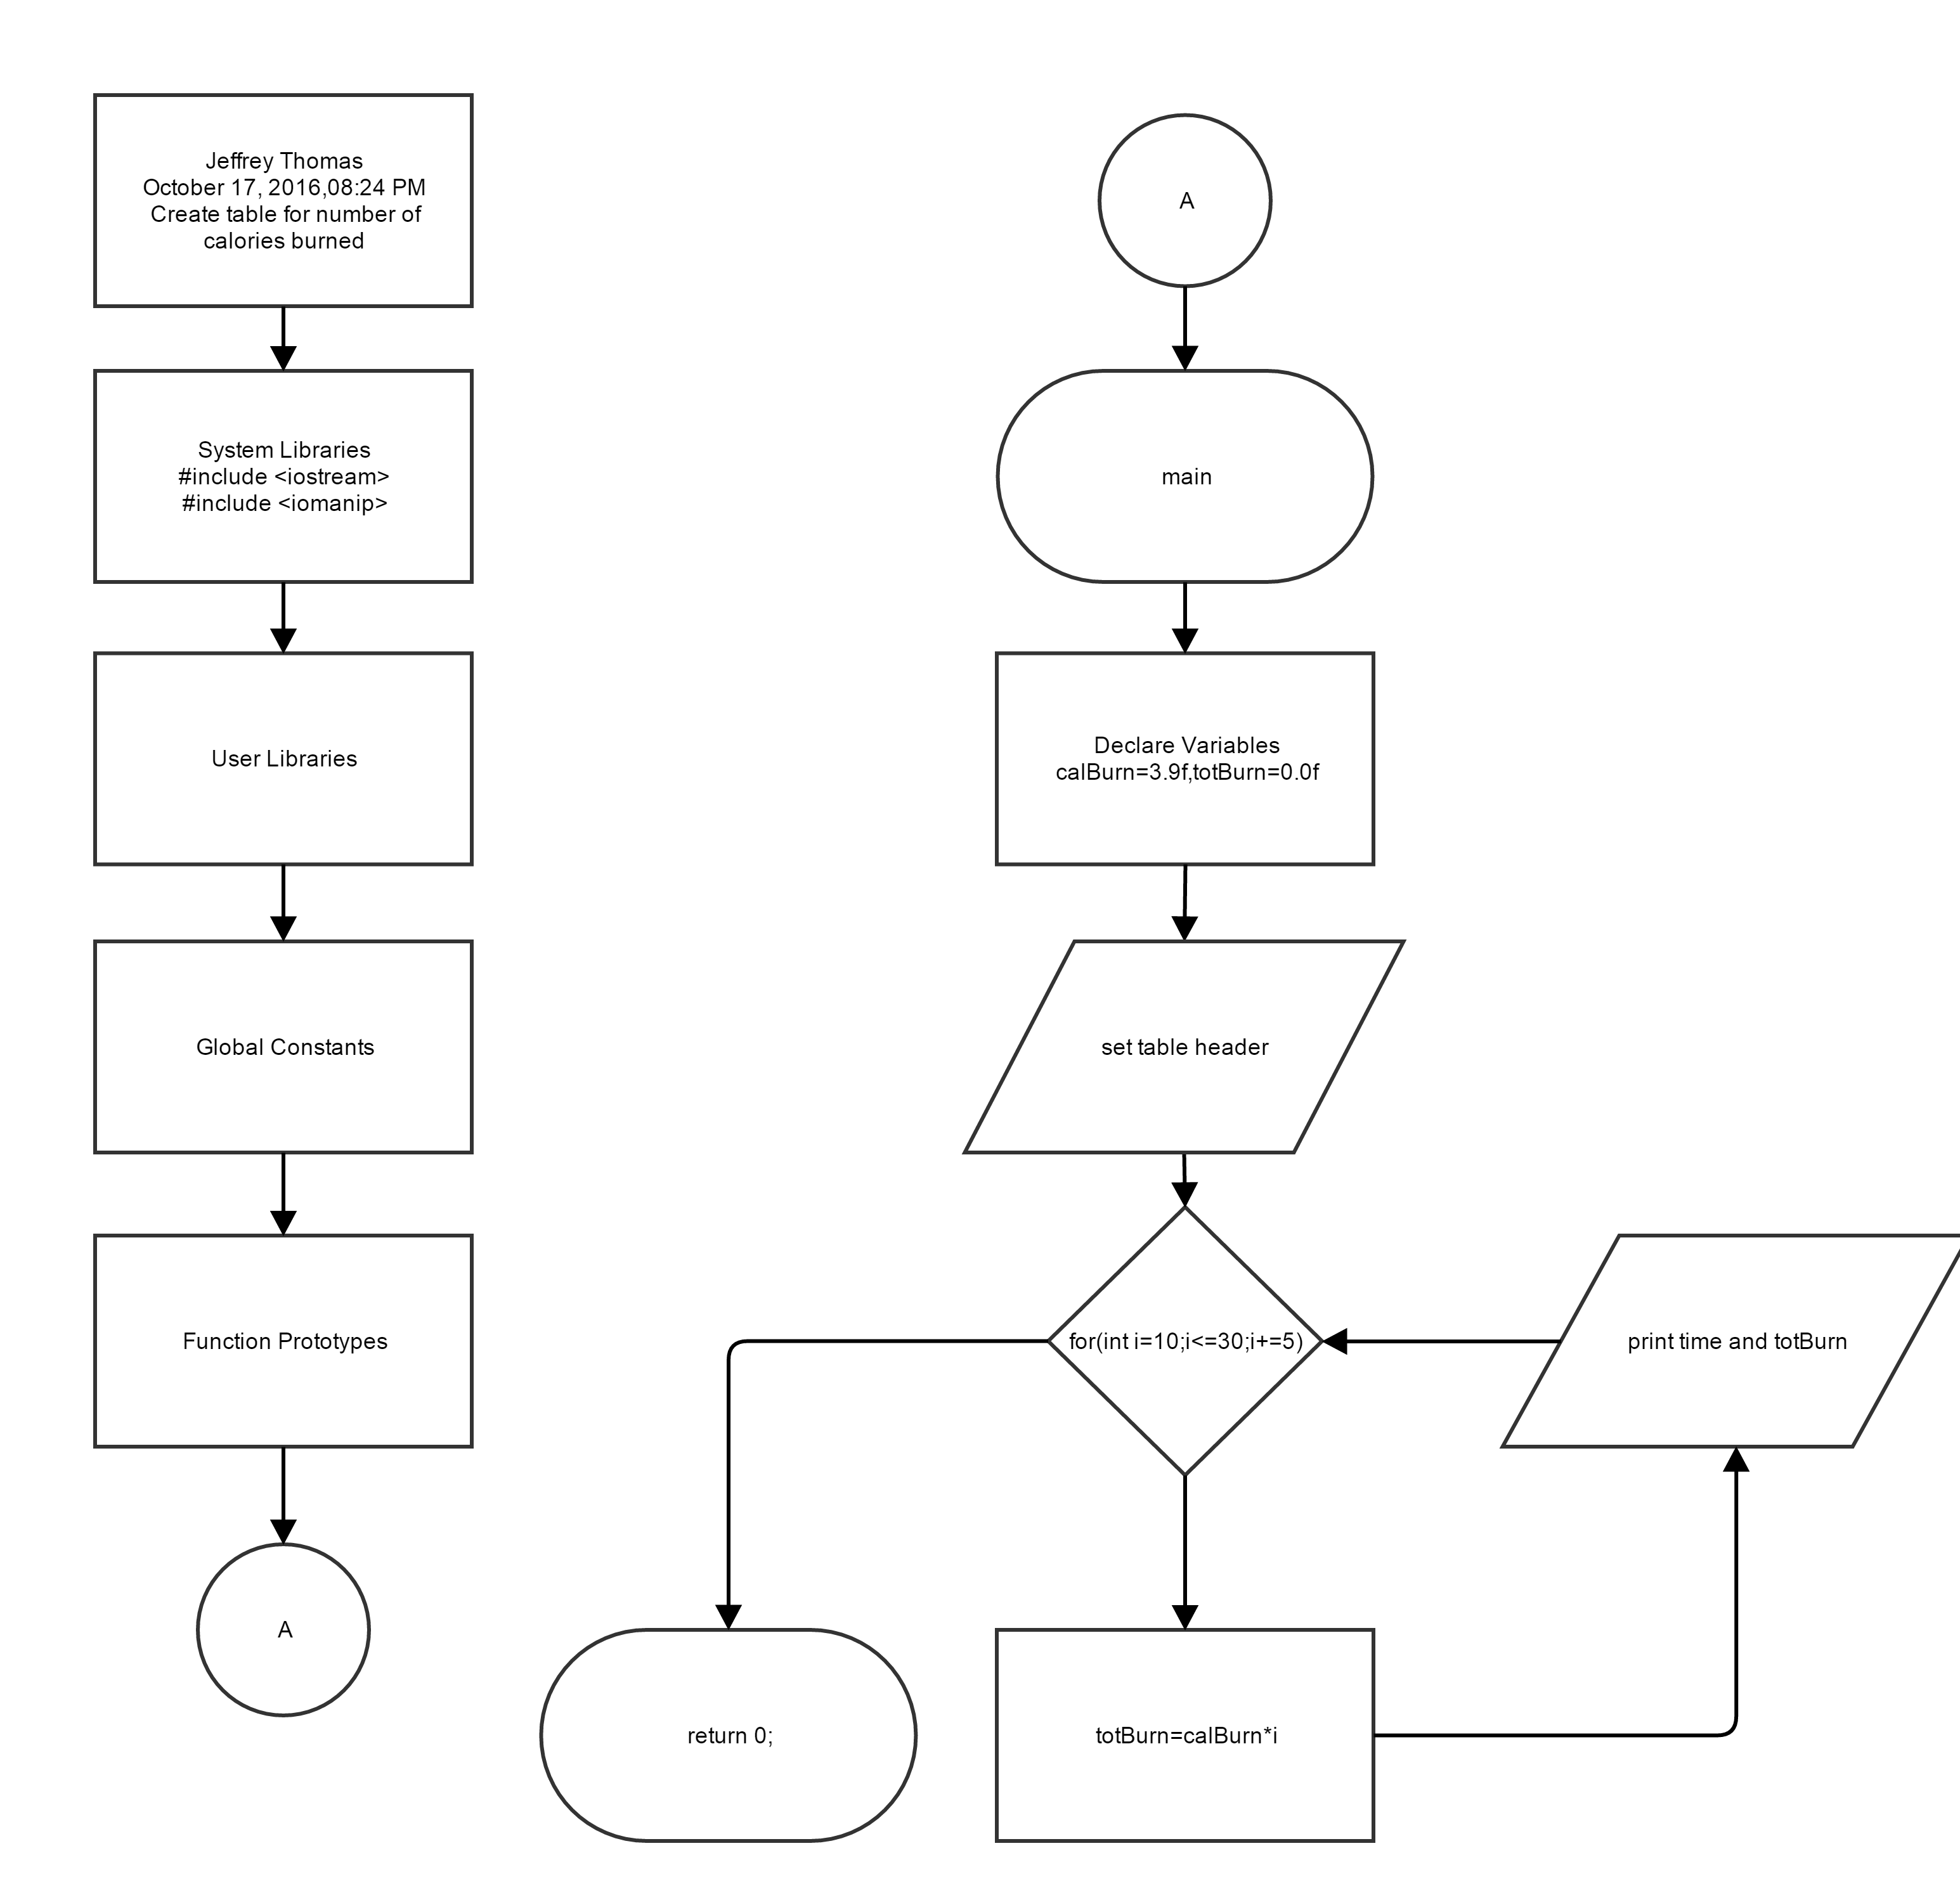 Jeffrey Thomas
October 17, 2016,08:24 PM
Create table for number of
calories burned
System Libraries
#include <iostream>
#include <iomanip>
User Libraries
Global Constants
Function Prototypes
A
A
main
Declare Variables
calBurn=3.9f,totBurn=0.0f
set table header
for(int i=10;i<=30;i+=5)
print time and totBurn
return 0;
totBurn=calBurn*i